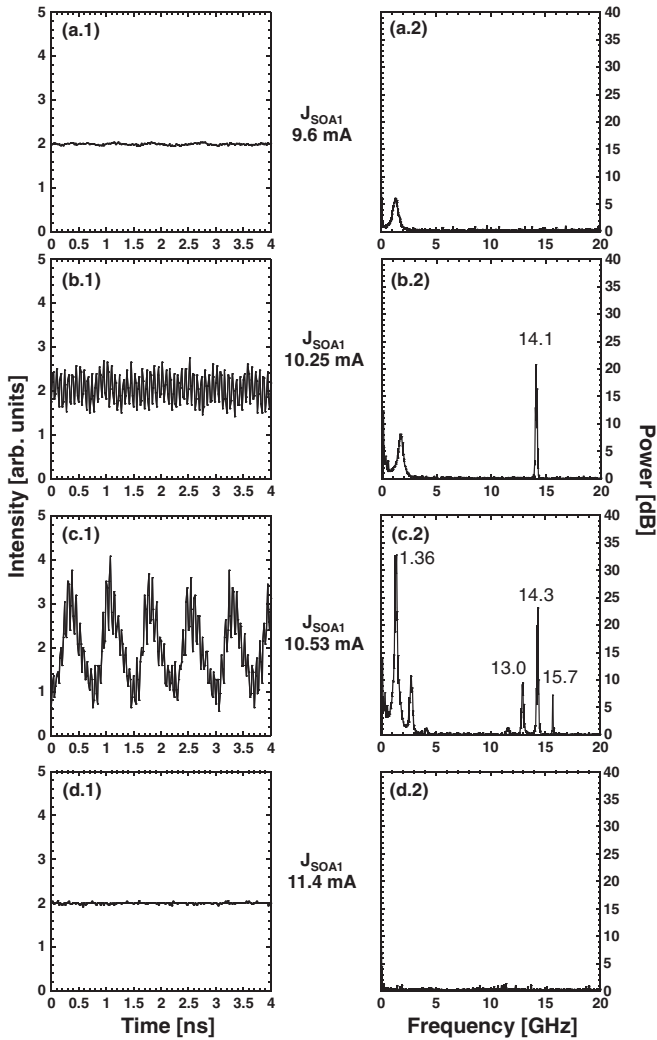 (a.1)
5
4
3
2
1
0
0 0.5 1 1.5 2 2.5 3 3.5 4
J_SOA1
9.6 mA
(a.2)
40
35
30
25
20
15
10
5
0
0 5 10 15 20
(b.1)
5
4
3
2
1
0
0 0.5 1 1.5 2 2.5 3 3.5 4
J_SOA1
10.25 mA
(b.2)
14.1
40
35
30
25
20
15
10
5
0
0 5 10 15 20
Intensity [arb. units]
Power [dB]
(c.1)
5
4
3
2
1
0
0 0.5 1 1.5 2 2.5 3 3.5 4
J_SOA1
10.53 mA
(c.2)
1.36
14.3
13.0
15.7
40
35
30
25
20
15
10
5
0
0 5 10 15 20
(d.1)
5
4
3
2
1
0
0 0.5 1 1.5 2 2.5 3 3.5 4
J_SOA1
11.4 mA
(d.2)
40
35
30
25
20
15
10
5
0
0 5 10 15 20
Time [ns]
Frequency [GHz]